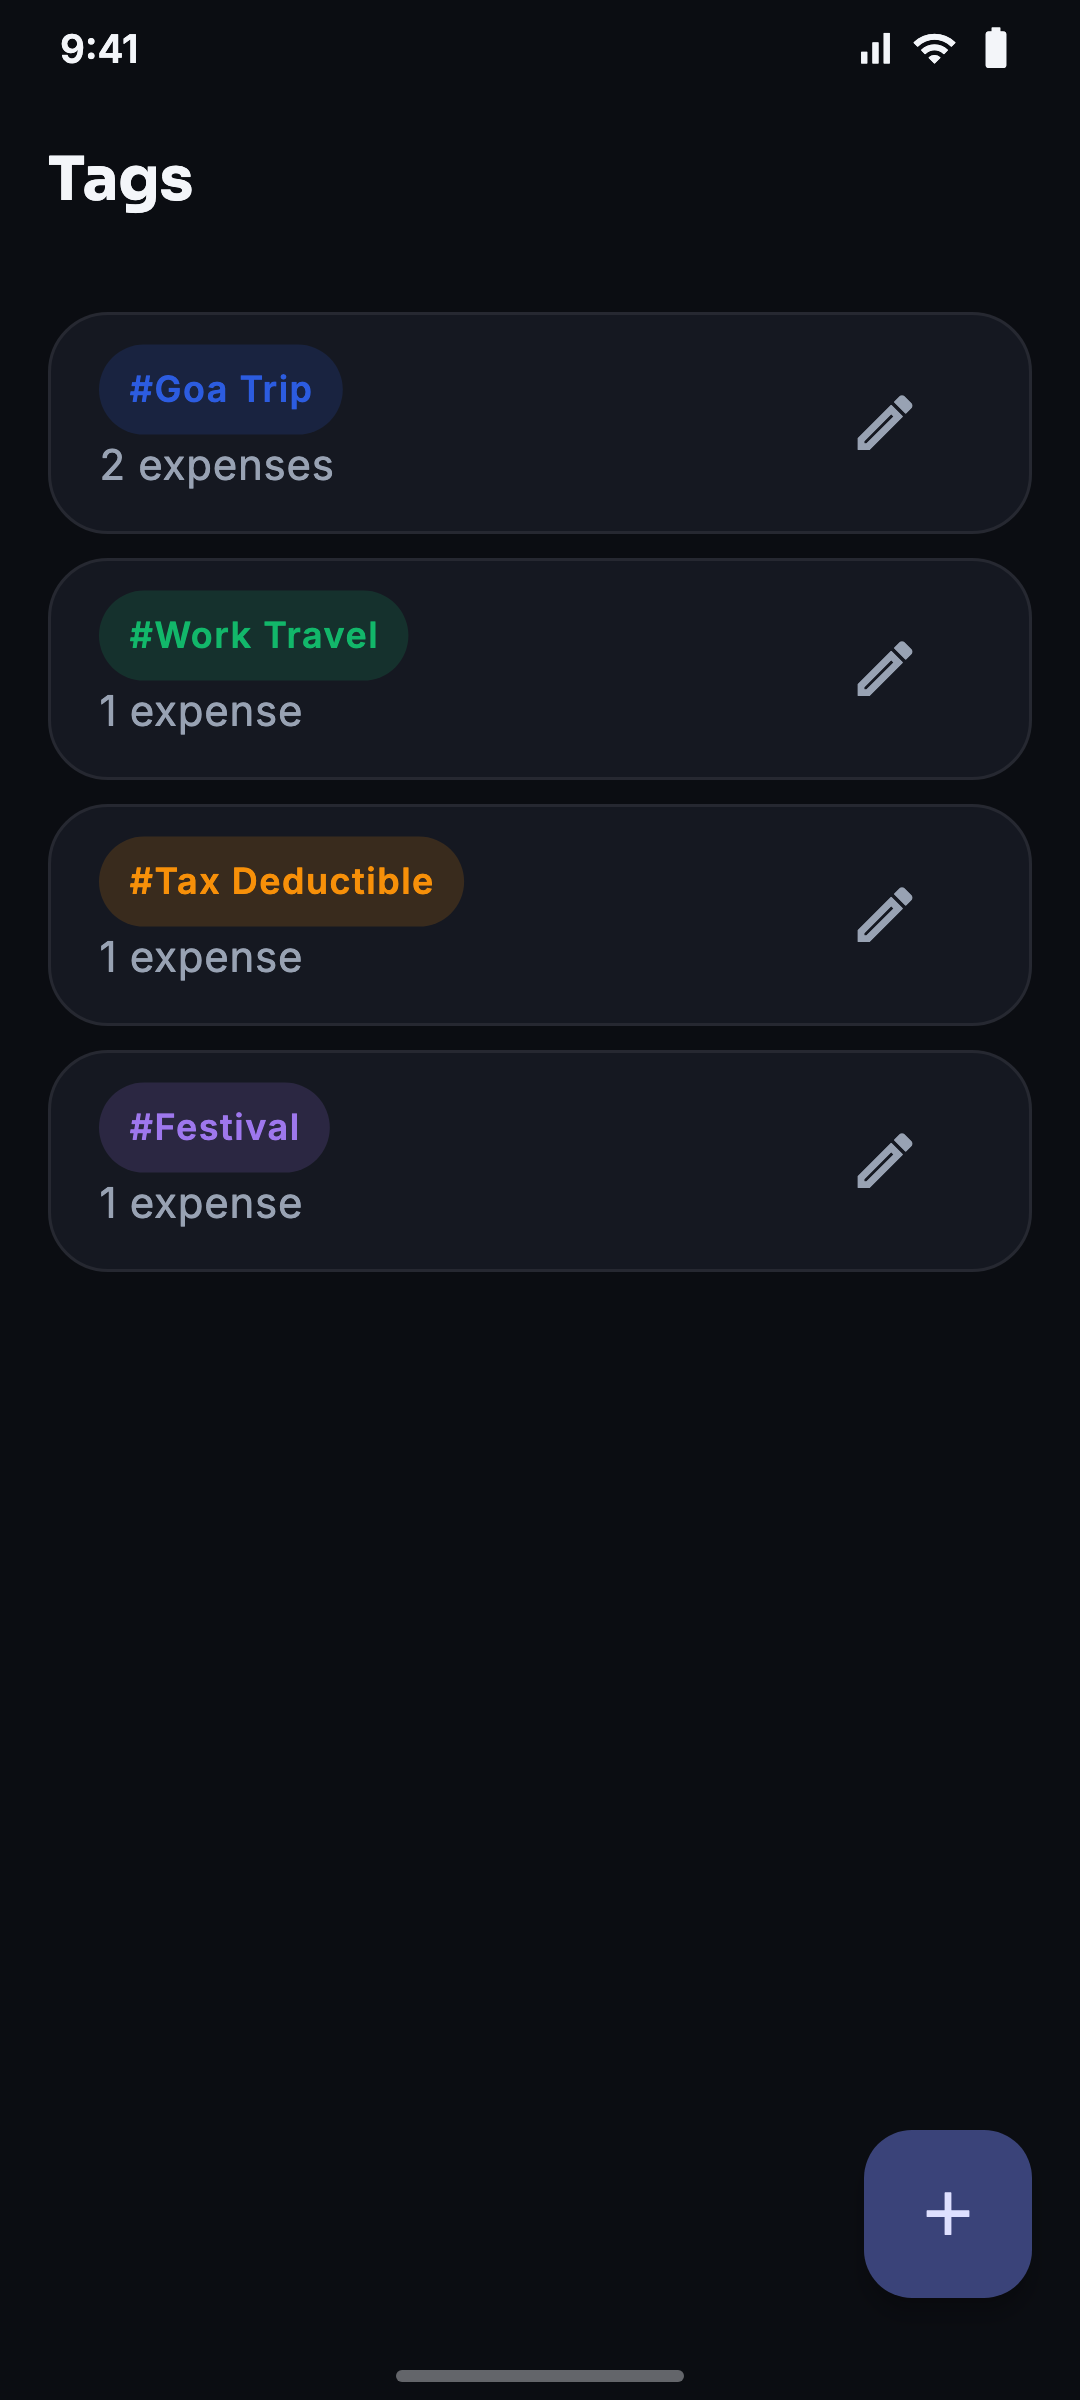 9:41
Tags
#Goa Trip
2 expenses
#Work Travel
1 expense
#Tax Deductible
1 expense
#Festival
1 expense